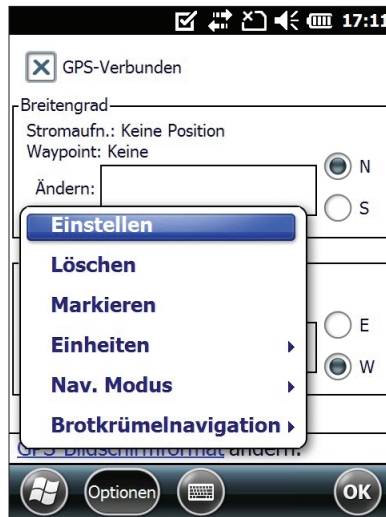 17:11
GPS-Verbunden
Breitengrad
Stromaufn.: Keine Position
Waypoint: Keine
N
Ändern:
S
Einstellen
Löschen
Markieren
E
Einheiten
W
Nav. Modus
Brotkrümelnavigation
GPS-Bildschirmformat ändern.
Optionen
OK